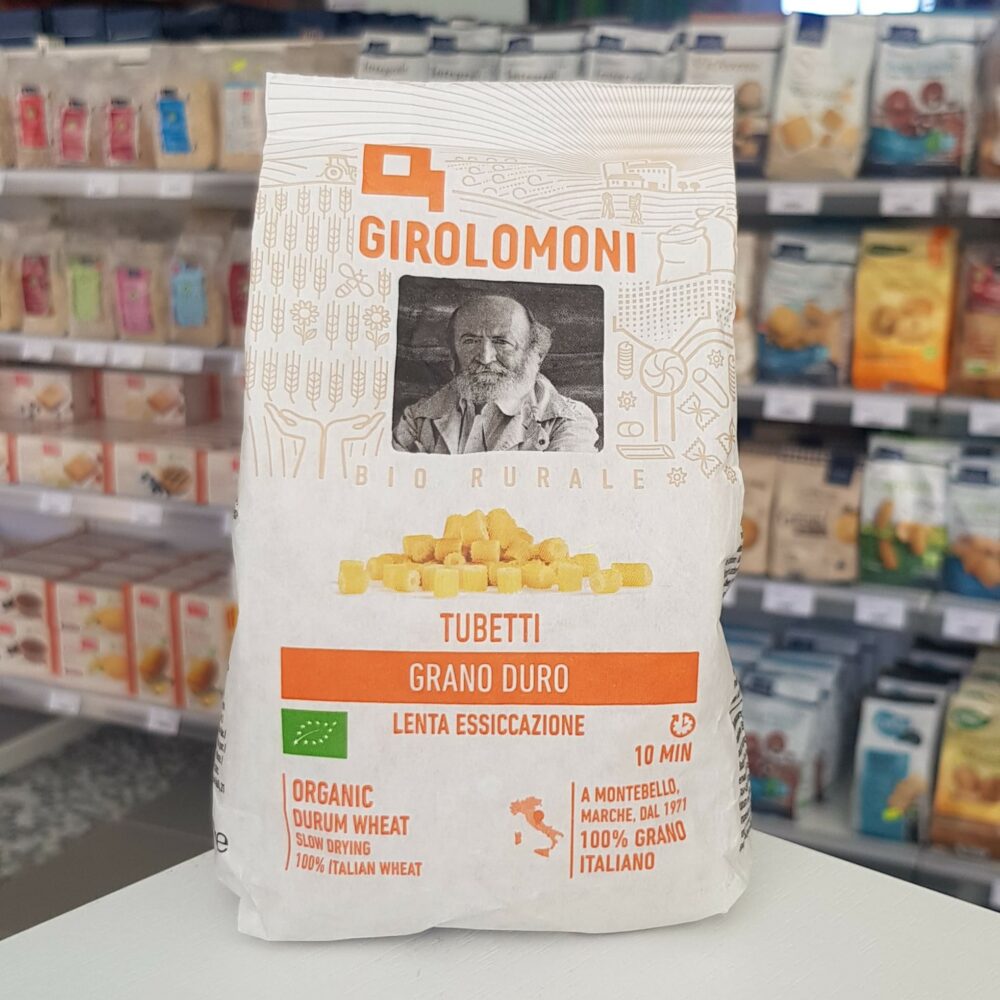 GIROLOMONI
BIO RURALE
TUBETTI
GRANO DURO
LENTA ESSICCAZIONE
10 MIN
ORGANIC
DURUM WHEAT
SLOW DRYING
100% ITALIAN WHEAT
A MONTEBELLO,
MARCHE, DAL 1971
100% GRANO
ITALIANO
e